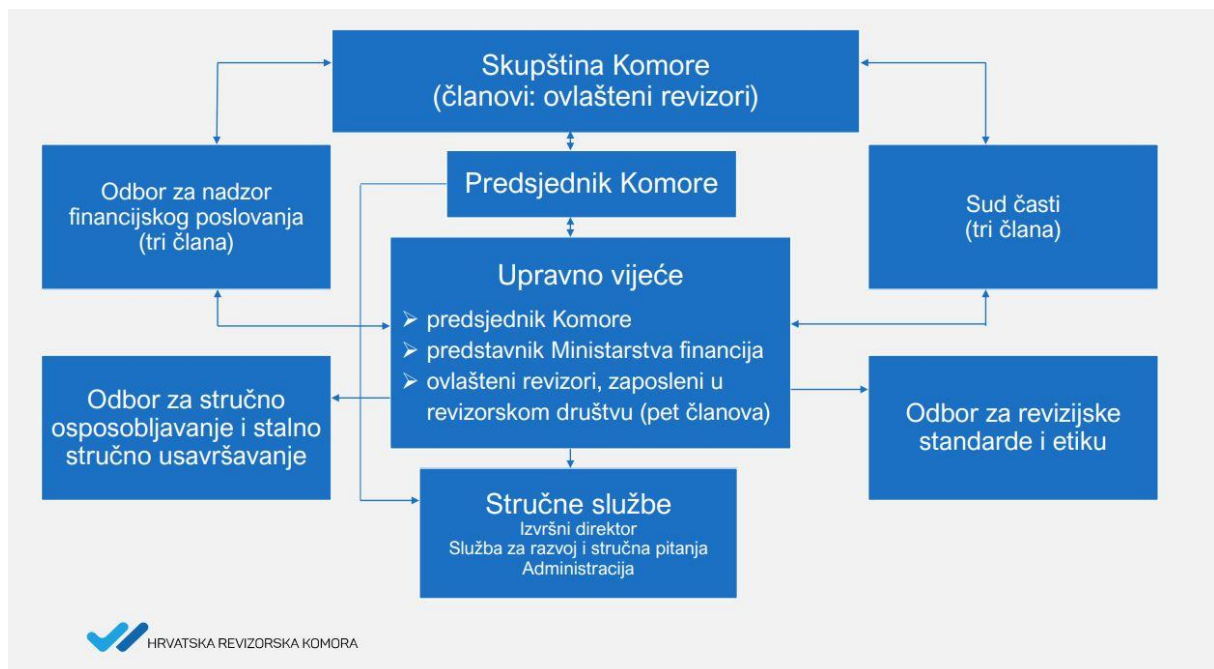 Skupština Komore
(članovi: ovlašteni revizori)
Odbor za nadzor
financijskog poslovanja
(tri člana)
Predsjednik Komore
Sud časti
(tri člana)
Upravno vijeće
➢ predsjednik Komore
➢ predstavnik Ministarstva financija
➢ ovlašteni revizori, zaposleni u
revizorskom društvu (pet članova)
Odbor za stručno
osposobljavanje i stalno
stručno usavršavanje
Odbor za revizijske
standarde i etiku
Stručne službe
Izvršni direktor
Služba za razvoj i stručna pitanja
Administracija
HRVATSKA REVIZORSKA KOMORA